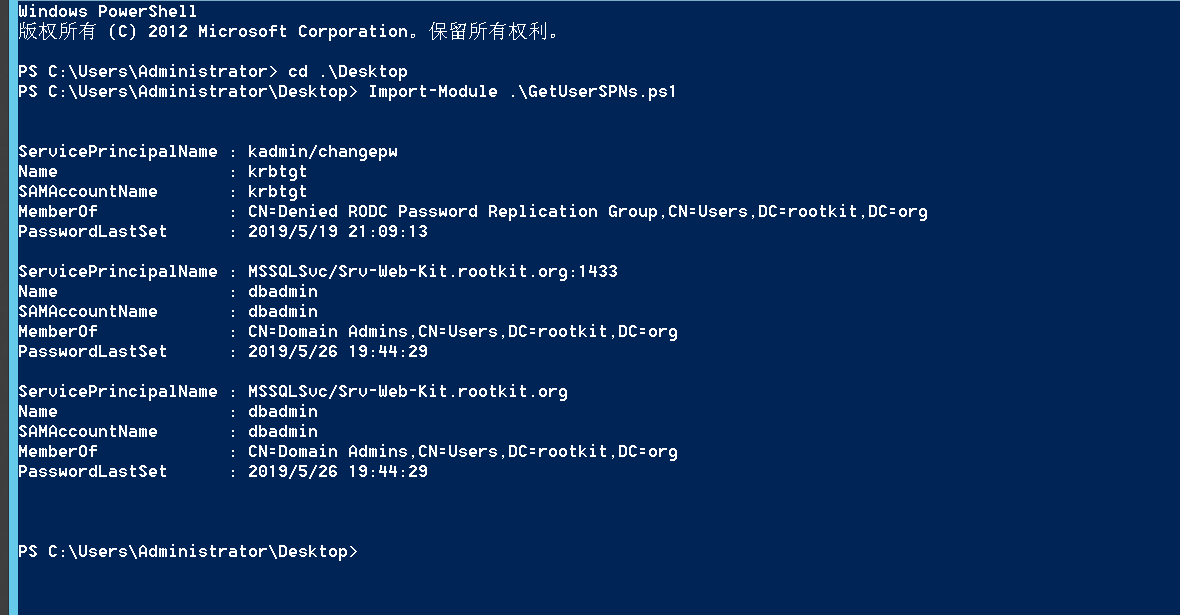 Windows PowerShell
版权所有 (C) 2012 Microsoft Corporation。保留所有权利。
PS C:\Users\Administrator> cd .\Desktop
PS C:\Users\Administrator\Desktop> Import-Module .\GetUserSPNs.ps1
ServicePrincipalName : kadmin/changepw
Name                 : krbtgt
SAMAccountName       : krbtgt
MemberOf             : CN=Denied RODC Password Replication Group,CN=Users,DC=rootkit,DC=org
PasswordLastSet      : 2019/5/19 21:09:13
ServicePrincipalName : MSSQLSvc/Srv-Web-Kit.rootkit.org:1433
Name                 : dbadmin
SAMAccountName       : dbadmin
MemberOf             : CN=Domain Admins,CN=Users,DC=rootkit,DC=org
PasswordLastSet      : 2019/5/26 19:44:29
ServicePrincipalName : MSSQLSvc/Srv-Web-Kit.rootkit.org
Name                 : dbadmin
SAMAccountName       : dbadmin
MemberOf             : CN=Domain Admins,CN=Users,DC=rootkit,DC=org
PasswordLastSet      : 2019/5/26 19:44:29
PS C:\Users\Administrator\Desktop>